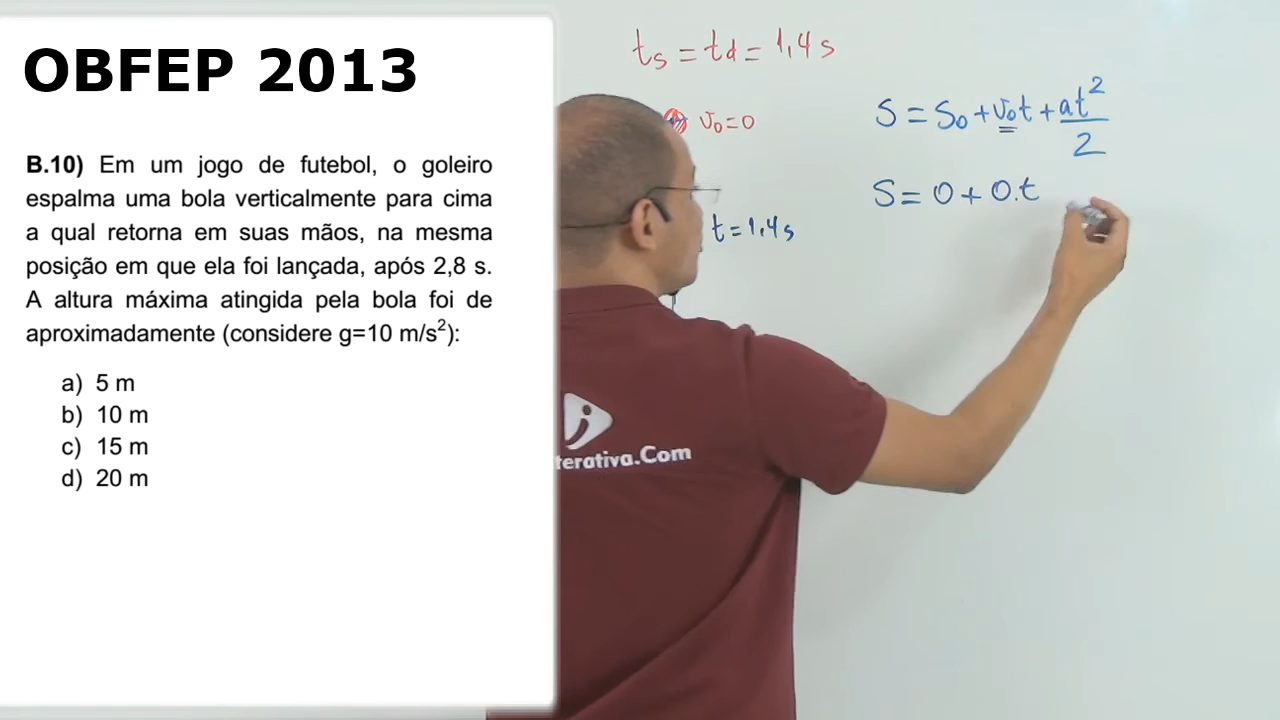 OBFEP 2013
B.10) Em um jogo de futebol, o goleiro
espalma uma bola verticalmente para cima
a qual retorna em suas mãos, na mesma
posição em que ela foi lançada, após 2,8 s.
A altura máxima atingida pela bola foi de
aproximadamente (considere g=10 m/s²):
a) 5 m
b) 10 m
c) 15 m
d) 20 m
ts = td = 1,4 s
v₀=0
t = 1,4 s
S = S₀ + v₀t + at²/2
S = 0 + 0.t
terativa.Com